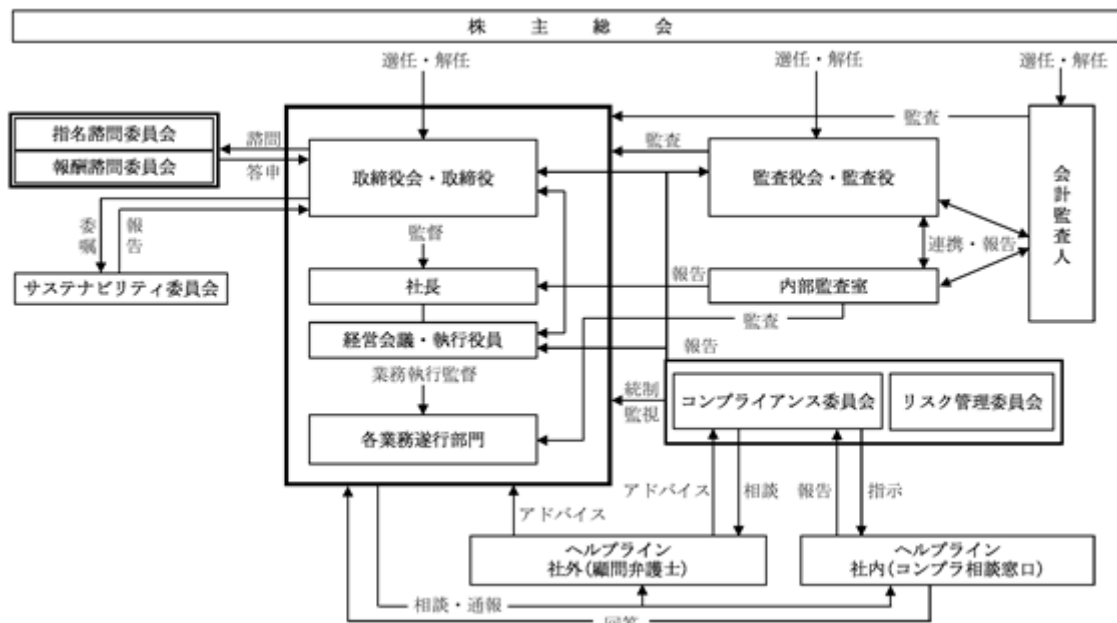 株主総会
選任・解任
選任・解任
選任・解任
指名諮問委員会
報酬諮問委員会
諮問
答申
取締役会・取締役
監査
監査
監査役会・監査役
会計監査人
委嘱
報告
サステナビリティ委員会
監督
社長
報告
内部監査室
連携・報告
経営会議・執行役員
監査
報告
業務執行監督
各業務遂行部門
統制
監視
コンプライアンス委員会
リスク管理委員会
アドバイス
アドバイス
相談
報告
指示
ヘルプライン
社外(顧問弁護士)
ヘルプライン
社内(コンプラ相談窓口)
相談・通報
回答